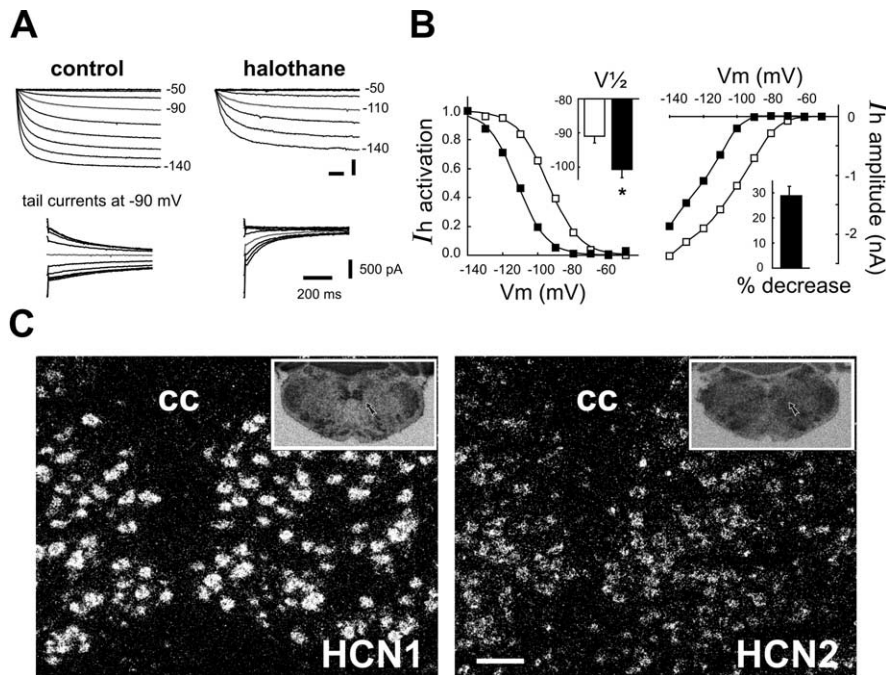 A
control
halothane
-50
-90
-140
-50
-110
-140
tail currents at -90 mV
500 pA
200 ms
B
Ih activation
1.0
0.8
0.6
0.4
0.2
0.0
-140 -120 -100 -80 -60
Vm (mV)
V½
-80
-90
-100
*
Vm (mV)
-140 -120 -100 -80 -60
0
-1
-2
Ih amplitude (nA)
30
20
10
0
% decrease
C
cc
HCN1
cc
HCN2